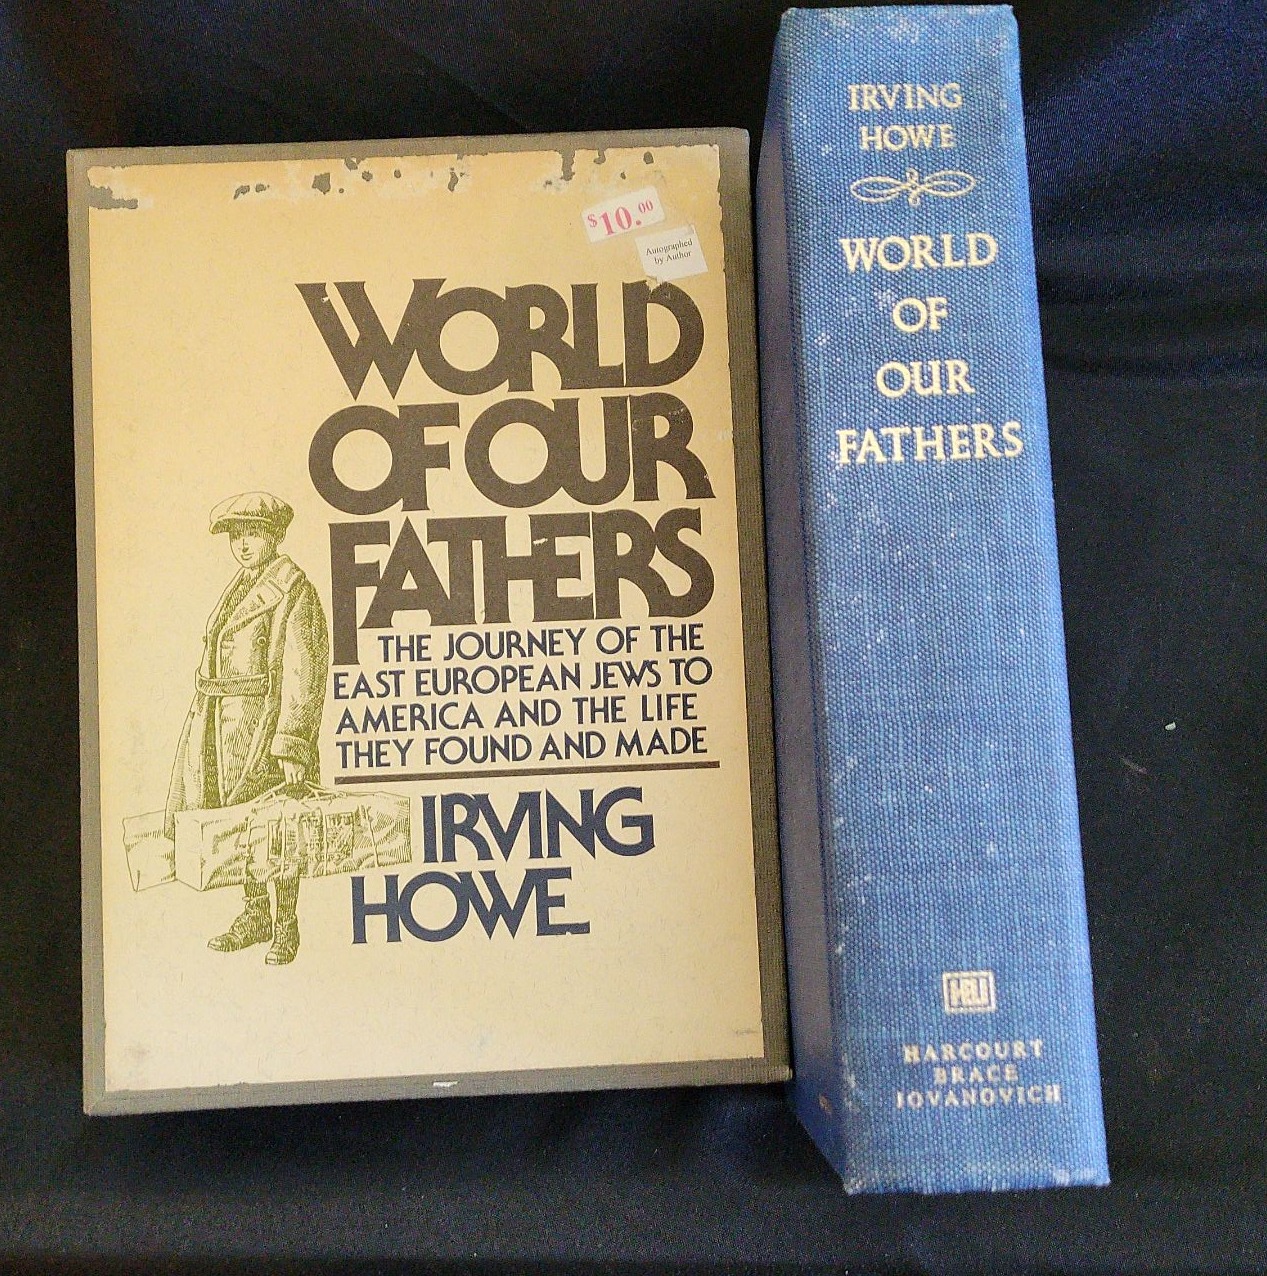 $10.00
Autographed
by Author
WORLD
OF OUR
FATHERS
THE JOURNEY OF THE
EAST EUROPEAN JEWS TO
AMERICA AND THE LIFE
THEY FOUND AND MADE
IRVING
HOWE
IRVING
HOWE
WORLD
OF
OUR
FATHERS
HBJ
HARCOURT
BRACE
JOVANOVICH